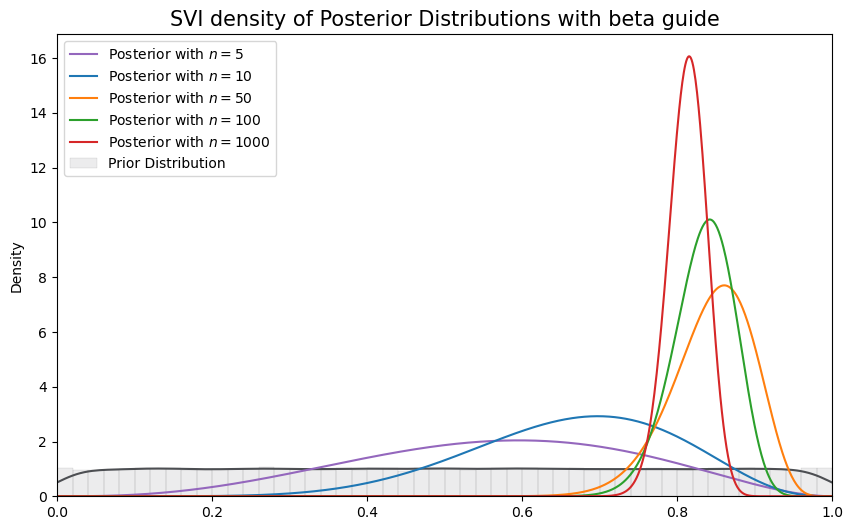 SVI density of Posterior Distributions with beta guide
Posterior with n = 5
Posterior with n = 10
Posterior with n = 50
Posterior with n = 100
Posterior with n = 1000
Prior Distribution
Density
16
14
12
10
8
6
4
2
0
0.0 0.2 0.4 0.6 0.8 1.0